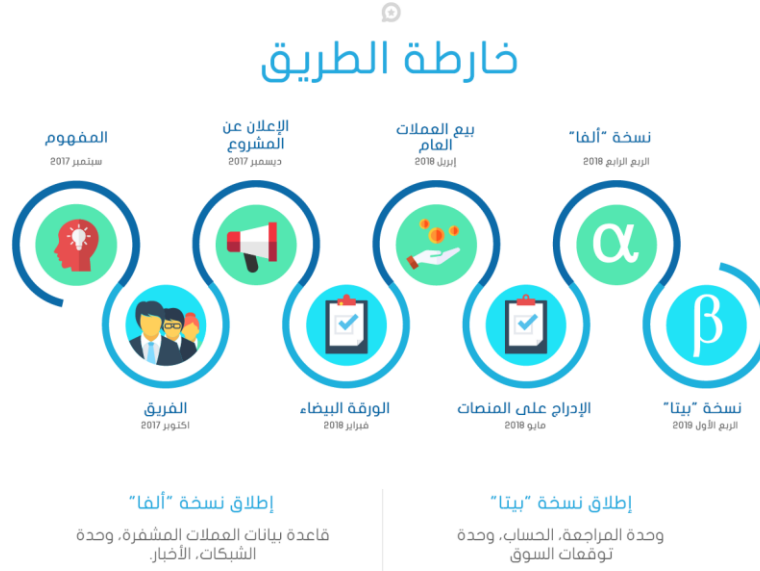 خارطة الطريق
المفهوم
سبتمبر 2017
الإعلان عن
المشروع
ديسمبر 2017
بيع العملات
العام
إبريل 2018
نسخة "ألفا"
الربع الرابع 2018
α
β
الفريق
اكتوبر 2017
الورقة البيضاء
فبراير 2018
الإدراج على المنصات
مايو 2018
نسخة "بيتا"
الربع الأول 2019
إطلاق نسخة "ألفا"
قاعدة بيانات العملات المشفرة، وحدة
الشبكات، الأخبار.
إطلاق نسخة "بيتا"
وحدة المراجعة، الحساب، وحدة
توقعات السوق